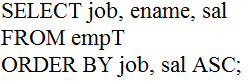 SELECT job, ename, sal
FROM empT
ORDER BY job, sal ASC;